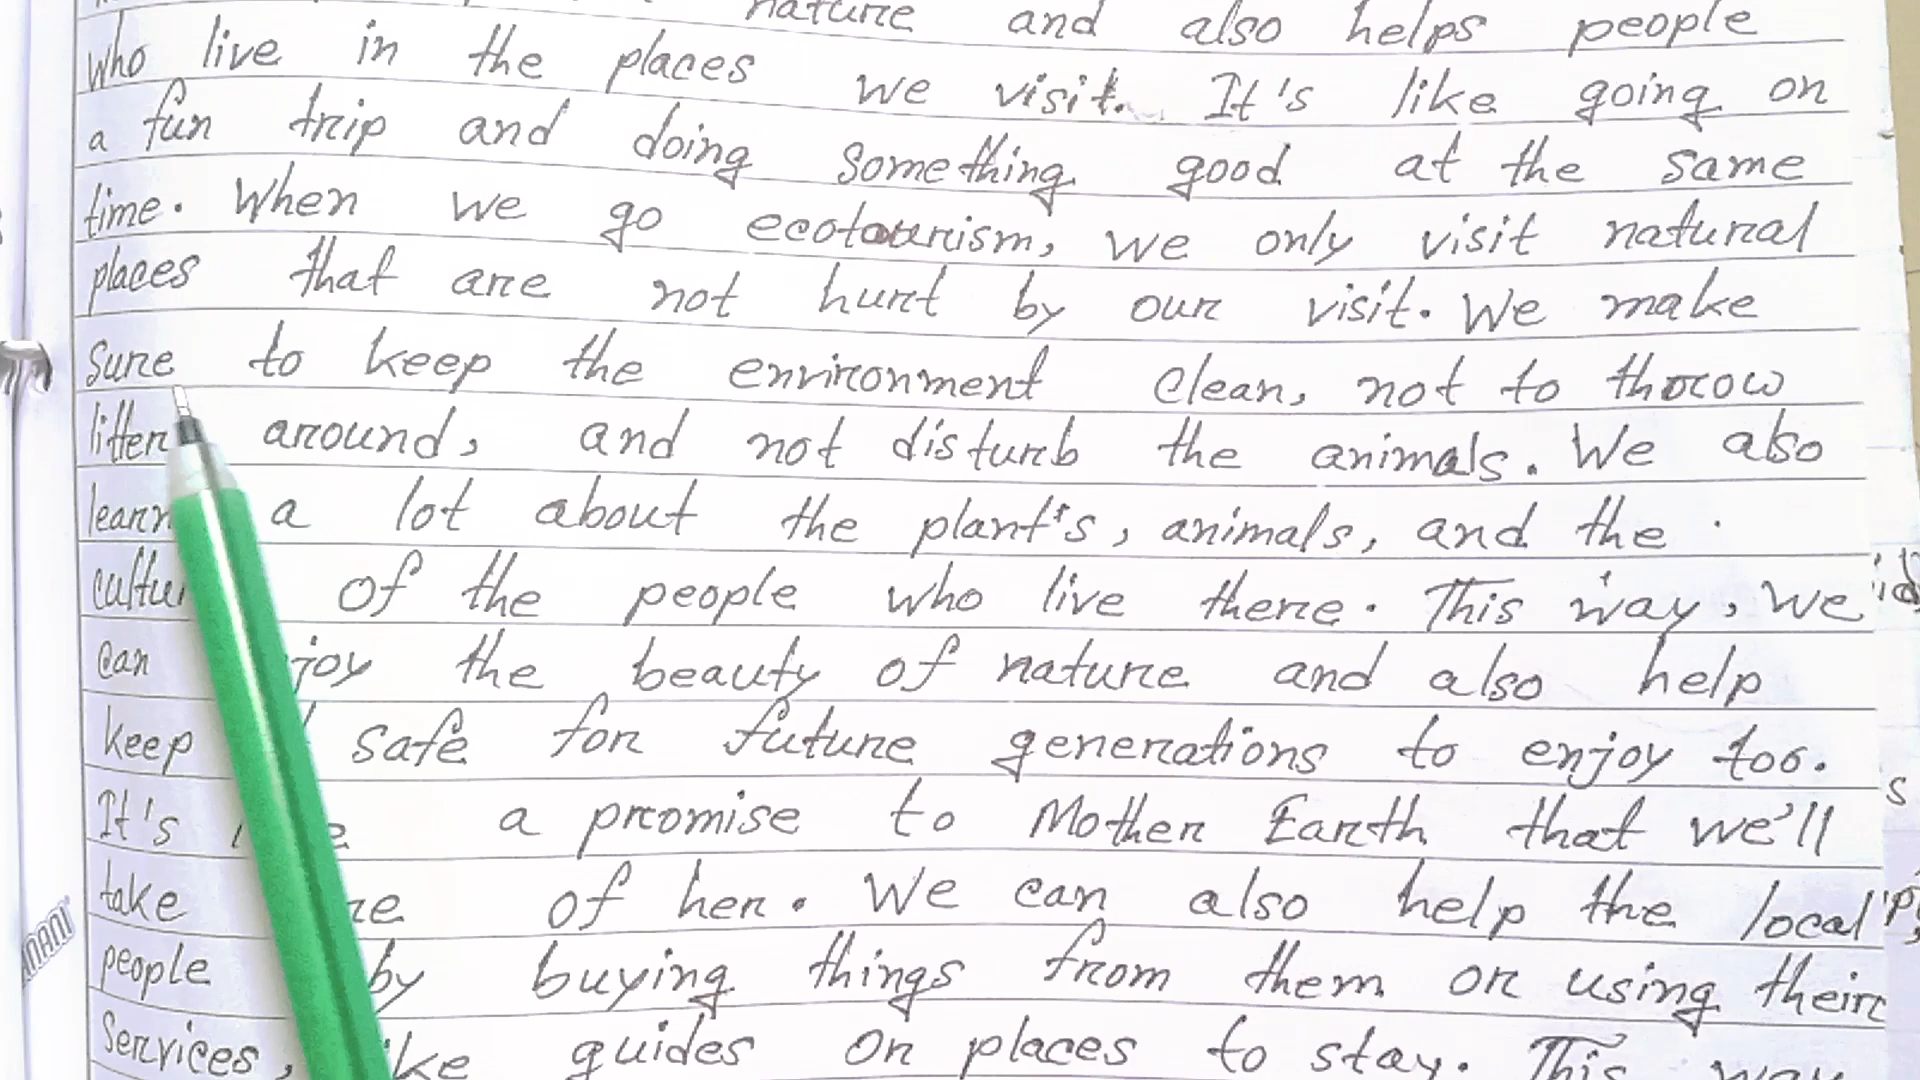 nature and also helps people
who live in the places we visit. It's like going on
a fun trip and doing something good at the same
time. When we go ecotourism, we only visit natural
places that are not hurt by our visit. We make
sure to keep the environment clean, not to throw
litter around, and not disturb the animals. We also
learn a lot about the plant's, animals, and the
of the people who live there. This way, we
can the beauty of nature and also help
keep safe for future generations to enjoy too.
It's a promise to Mother Earth that we'll
take of her. We can also help the local
people by buying things from them or using their
services, guides or places to stay. This way